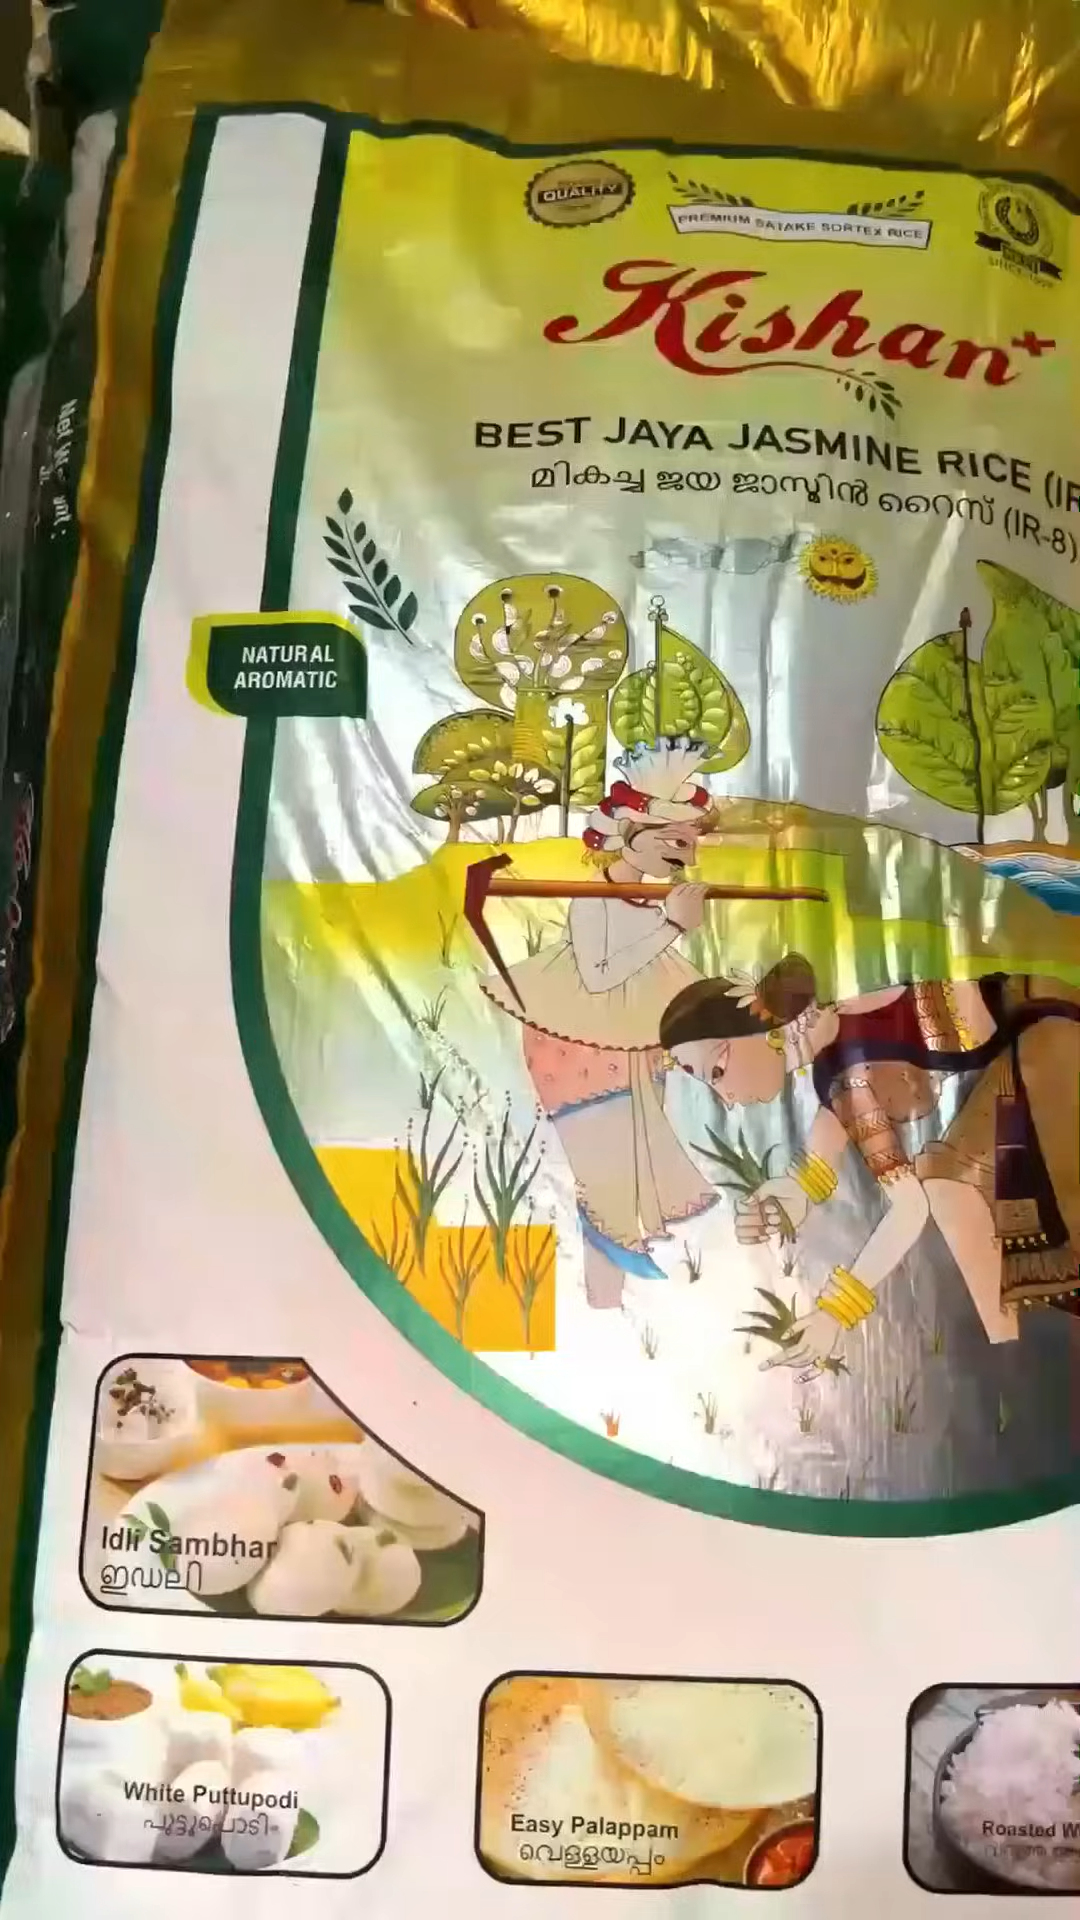 QUALITY
PREMIUM SATAKE SORTEX RICE
BEST
Kishan+
BEST JAYA JASMINE RICE (IR
മികച്ച ജയ ജാസ്മിൻ റൈസ് (IR-8)
NATURAL
AROMATIC
Idli Sambhar
ഇഡലി
White Puttupodi
പുട്ടുപൊടി
Easy Palappam
വെള്ളയപ്പം
Roasted W